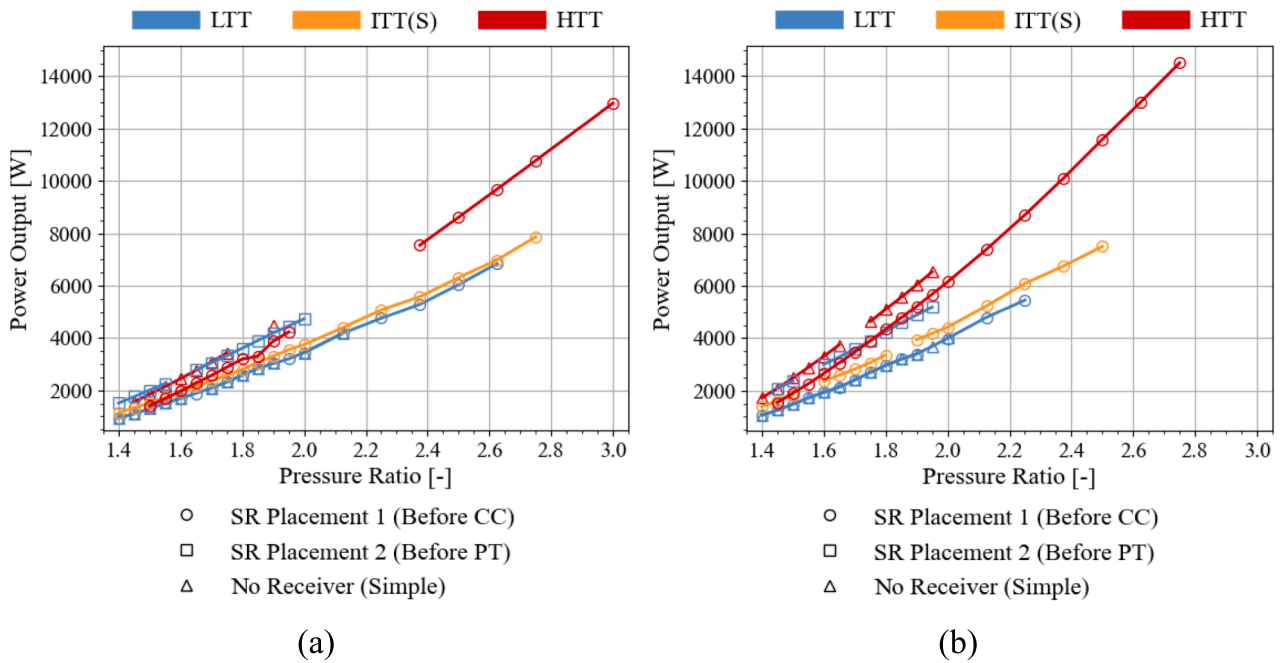 LTT ITT(S) HTT
14000
12000
10000
8000
6000
4000
2000
Power Output [W]
1.4 1.6 1.8 2.0 2.2 2.4 2.6 2.8 3.0
Pressure Ratio [-]
SR Placement 1 (Before CC)
SR Placement 2 (Before PT)
No Receiver (Simple)
(a)
LTT ITT(S) HTT
14000
12000
10000
8000
6000
4000
2000
Power Output [W]
1.4 1.6 1.8 2.0 2.2 2.4 2.6 2.8 3.0
Pressure Ratio [-]
SR Placement 1 (Before CC)
SR Placement 2 (Before PT)
No Receiver (Simple)
(b)